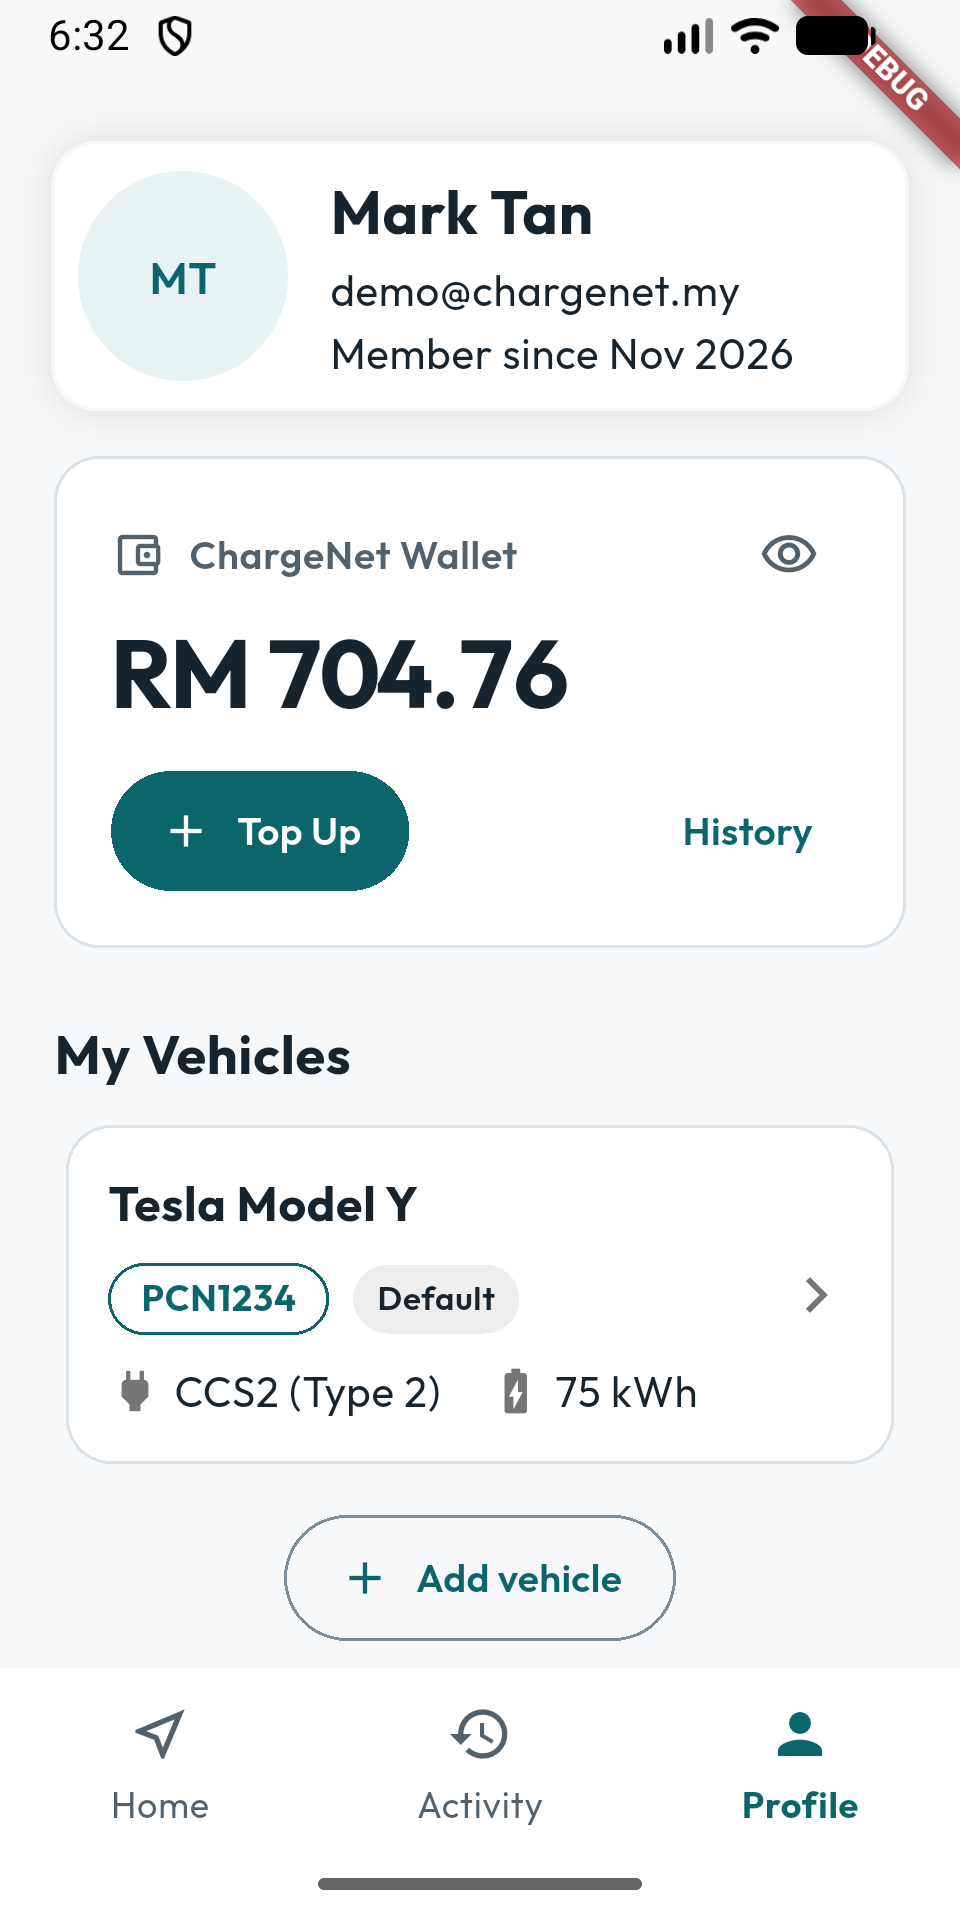 6:32
EBUG
MT
Mark Tan
demo@chargenet.my
Member since Nov 2026
ChargeNet Wallet
RM 704.76
Top Up
History
My Vehicles
Tesla Model Y
PCN1234 Default
CCS2 (Type 2) 75 kWh
Add vehicle
Home Activity Profile